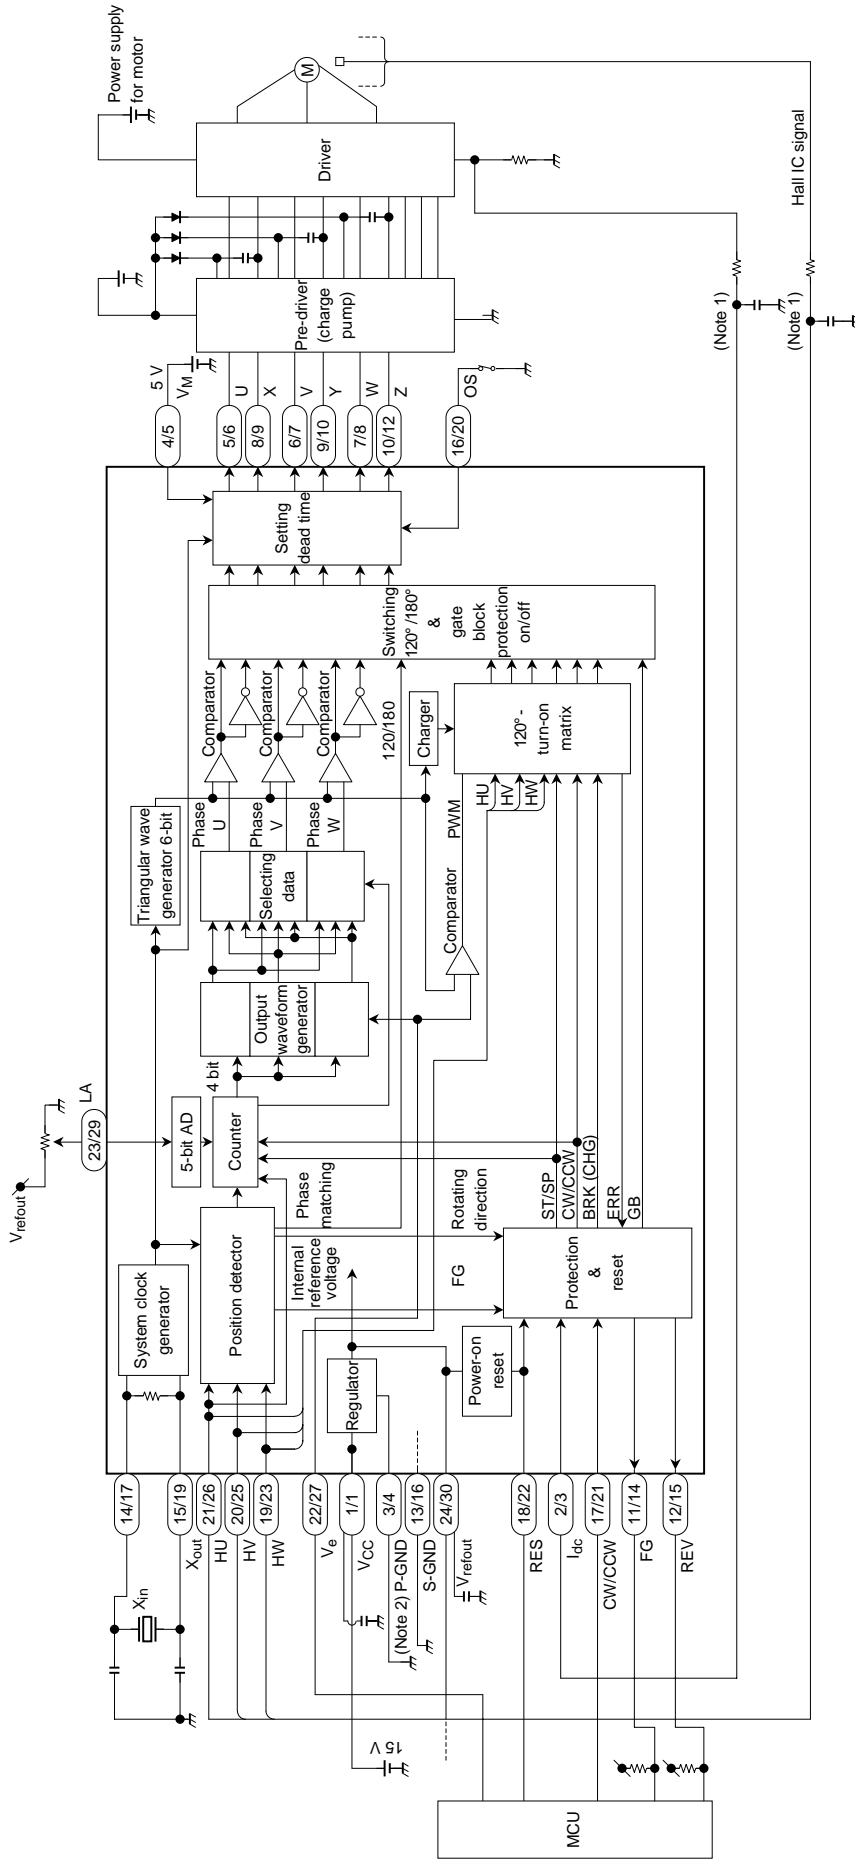 Power supply
for motor
M
Driver
Hall IC signal
(Note 1)
(Note 1)
Pre-driver
(charge
pump)
5 V
VM
U
X
V
Y
W
Z
OS
4/5
5/6
8/9
6/7
9/10
7/8
10/12
16/20
Setting
dead time
Switching
120° /180°
&
gate
block
protection
on/off
Comparator
Comparator
Comparator
120/180
Charger
120° -
turn-on
matrix
Triangular wave
generator 6-bit
Phase
U
Phase
V
Phase
W
PWM
HU
HV
HW
Selecting
data
Comparator
Output
waveform
generator
4 bit
LA
23/29
5-bit AD
Counter
Vrefout
Phase
matching
Rotating
direction
ST/SP
CW/CCW
BRK (CHG)
ERR
GB
System clock
generator
Position detector
Internal
reference
voltage
FG
Protection
&
reset
Regulator
Power-on
reset
14/17
15/19
21/26
20/25
19/23
22/27
1/1
3/4
13/16
24/30
18/22
2/3
17/21
11/14
12/15
Xin
Xout
HU
HV
HW
Ve
VCC
(Note 2) P-GND
S-GND
Vrefout
RES
Idc
CW/CCW
FG
REV
15 V
MCU